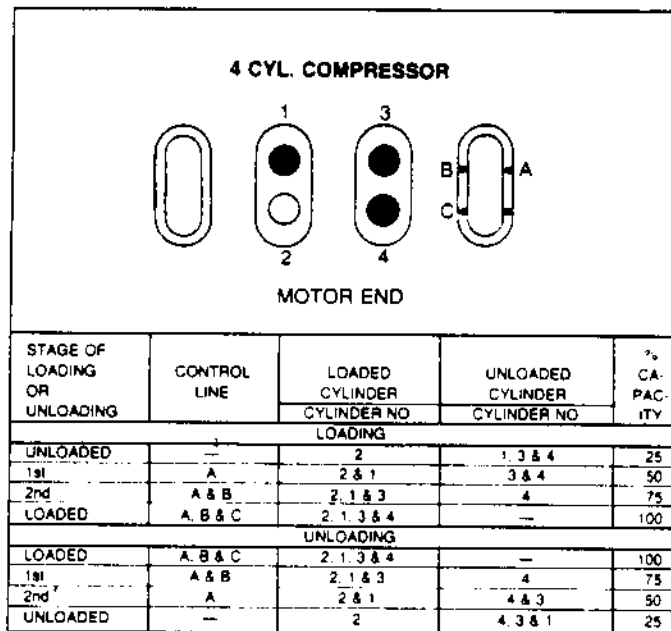 4 CYL. COMPRESSOR
1 3
B A
C
2 4
MOTOR END
STAGE OF LOADING OR UNLOADING CONTROL LINE LOADED CYLINDER UNLOADED CYLINDER % CA- PAC- ITY
CYLINDER NO CYLINDER NO
LOADING
UNLOADED — 2 1, 3 & 4 25
1st A 2 & 1 3 & 4 50
2nd A & B 2, 1 & 3 4 75
LOADED A, B & C 2, 1, 3 & 4 — 100
UNLOADING
LOADED A, B & C 2, 1, 3 & 4 — 100
1st A & B 2, 1 & 3 4 75
2nd A 2 & 1 4 & 3 50
UNLOADED — 2 4, 3 & 1 25